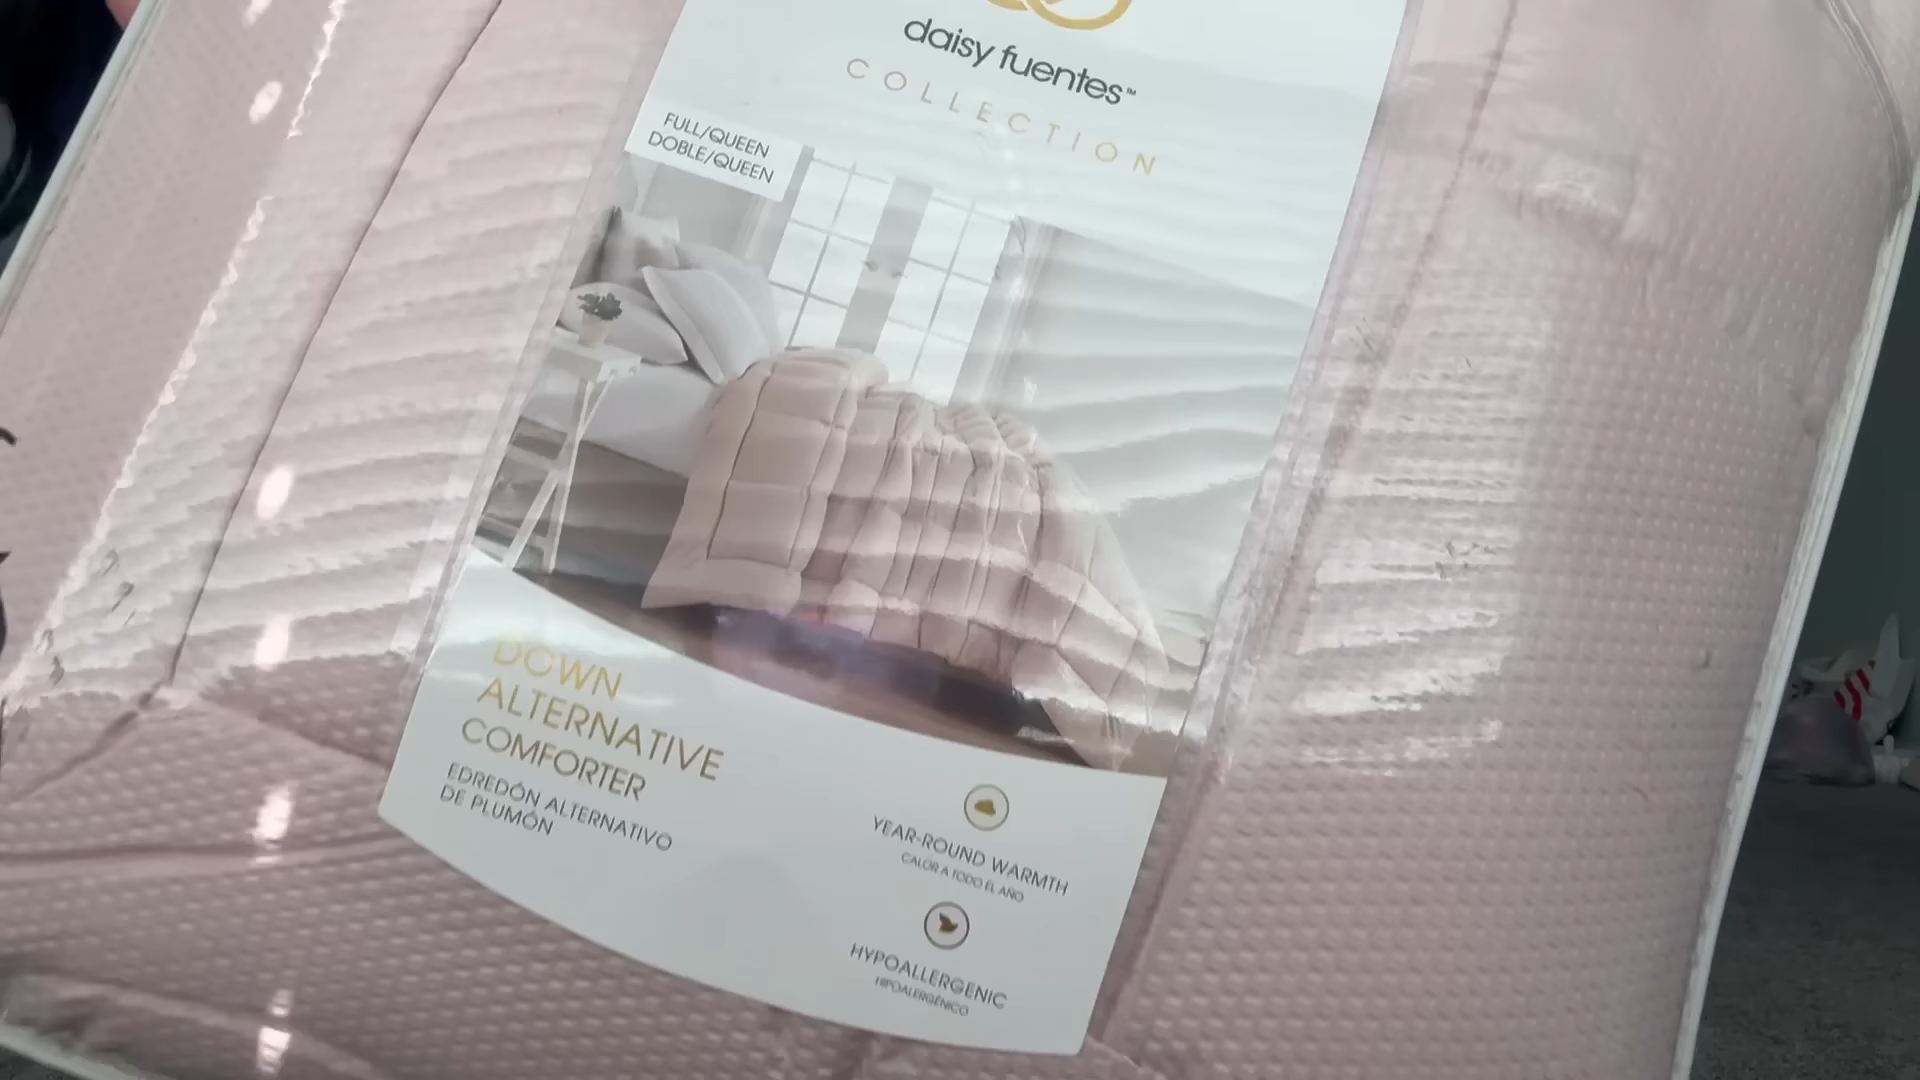 daisy fuentes™
COLLECTION
FULL/QUEEN
DOBLE/QUEEN
DOWN
ALTERNATIVE
COMFORTER
EDREDÓN ALTERNATIVO
DE PLUMÓN
YEAR-ROUND WARMTH
CALOR A TODO EL AÑO
HYPOALLERGENIC
HIPOALERGÉNICO